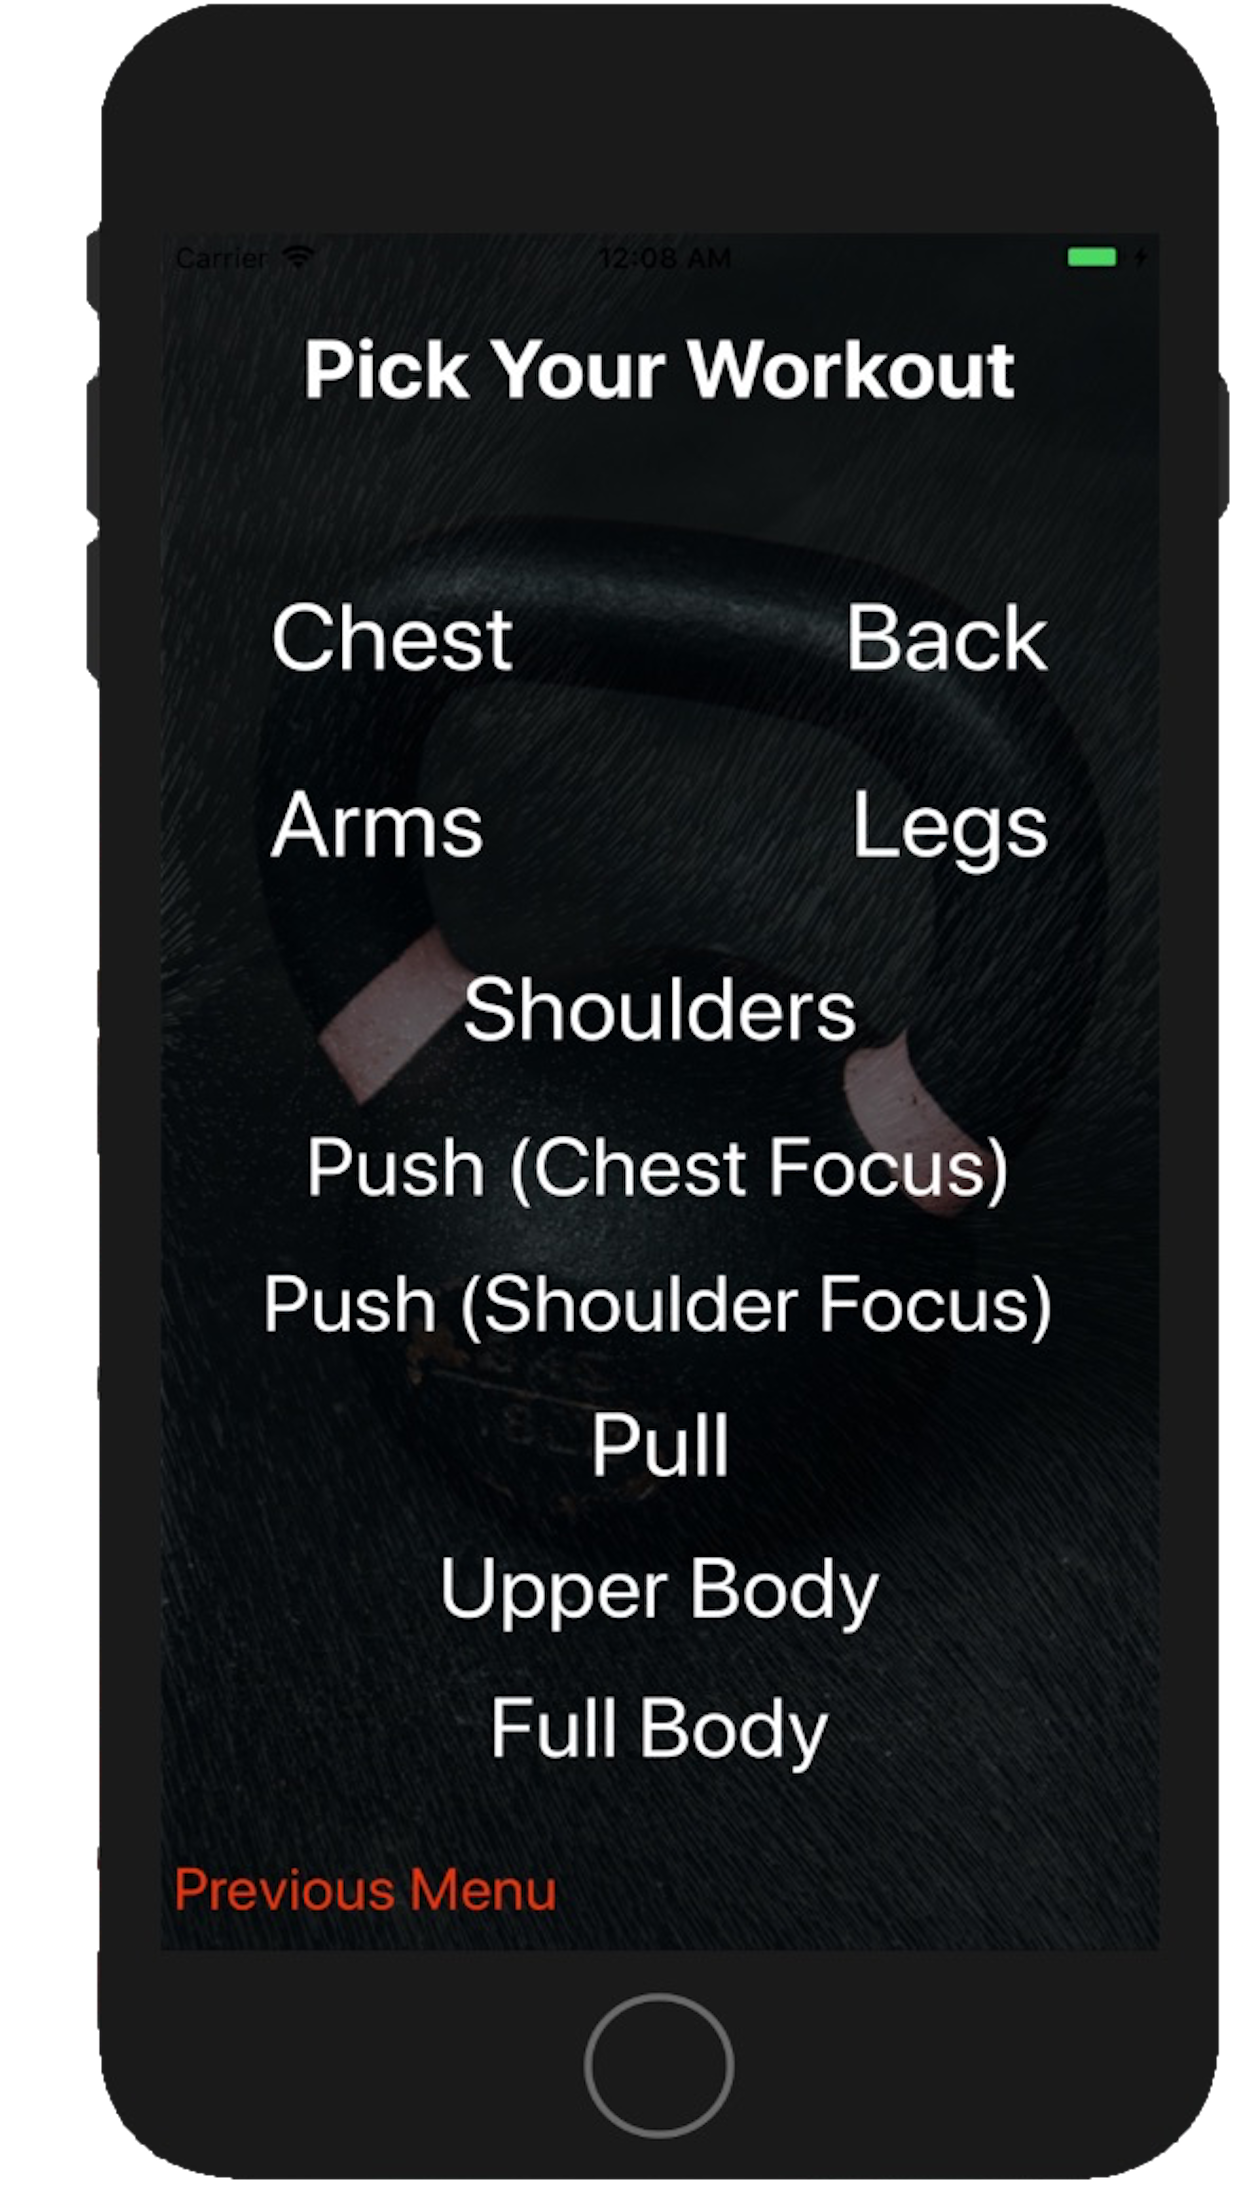 Carrier 12:08 AM
Pick Your Workout
Chest Back
Arms Legs
Shoulders
Push (Chest Focus)
Push (Shoulder Focus)
Pull
Upper Body
Full Body
Previous Menu